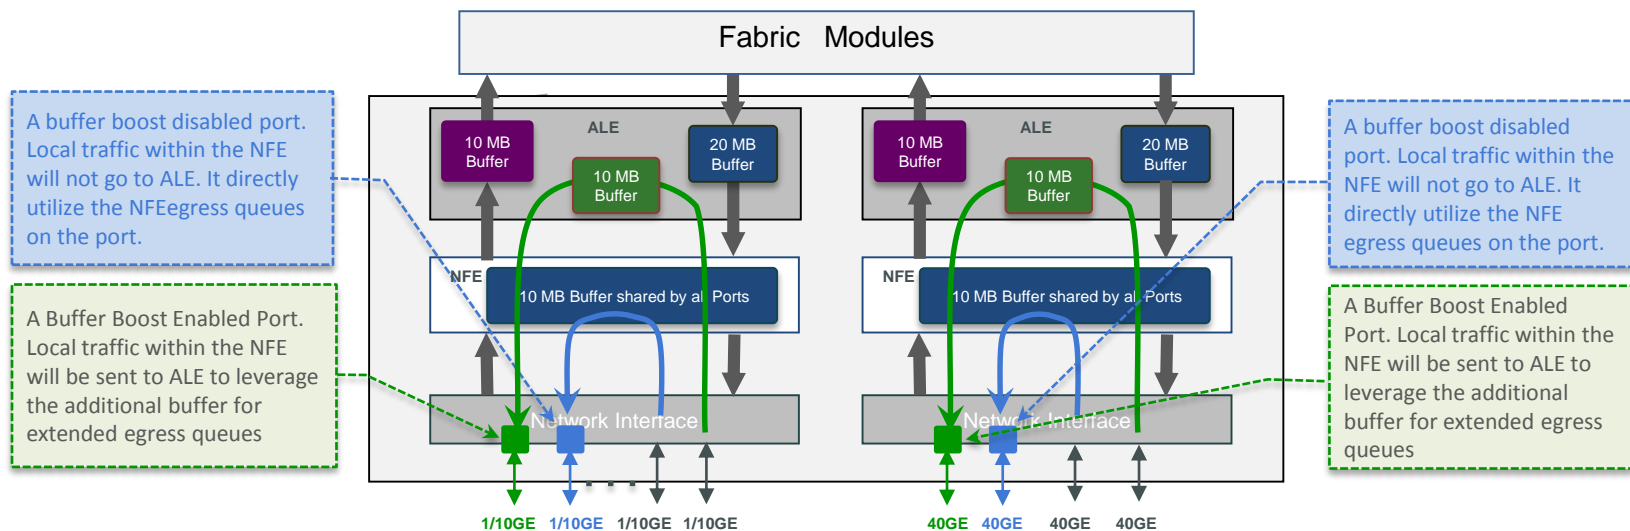 Fabric Modules
A buffer boost disabled port.
Local traffic within the NFE
will not go to ALE. It directly
utilize the NFEegress queues
on the port.
A Buffer Boost Enabled Port.
Local traffic within the NFE
will be sent to ALE to leverage
the additional buffer for
extended egress queues
ALE
10 MB
Buffer
20 MB
Buffer
10 MB
Buffer
NFE
10 MB Buffer shared by all Ports
Network Interface
1/10GE
1/10GE
1/10GE
1/10GE
ALE
10 MB
Buffer
20 MB
Buffer
10 MB
Buffer
NFE
10 MB Buffer shared by all Ports
Network Interface
40GE
40GE
40GE
40GE
A buffer boost disabled
port. Local traffic within the
NFE will not go to ALE. It
directly utilize the NFE
egress queues on the port.
A Buffer Boost Enabled
Port. Local traffic within the
NFE will be sent to ALE to
leverage the additional
buffer for extended egress
queues